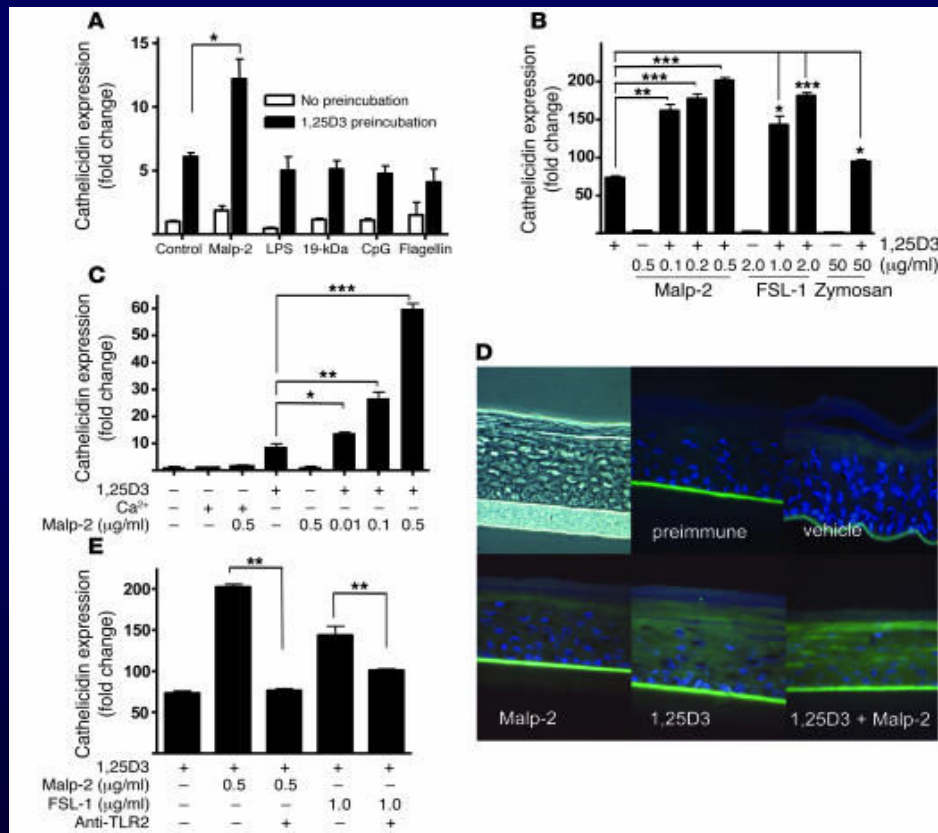 A
Cathelicidin expression
(fold change)
15
10
5
*
No preincubation
1,25D3 preincubation
Control Malp-2 LPS 19-kDa CpG Flagellin
B
Cathelicidin expression
(fold change)
200
150
100
50
***
***
**
*
***
*
+ – + + + – + + – + 1,25D3
0.5 0.1 0.2 0.5 2.0 1.0 2.0 50 50 (μg/ml)
Malp-2 FSL-1 Zymosan
C
Cathelicidin expression
(fold change)
60
50
40
30
20
10
***
**
*
1,25D3 – – – + – + + +
Ca²⁺ – + + – – – – –
Malp-2 (μg/ml) – – 0.5 – 0.5 0.01 0.1 0.5
D
preimmune
vehicle
Malp-2
1,25D3
1,25D3 + Malp-2
E
Cathelicidin expression
(fold change)
200
150
100
50
**
**
1,25D3 + + + + +
Malp-2 (μg/ml) – 0.5 0.5 – –
FSL-1 (μg/ml) – – – 1.0 1.0
Anti-TLR2 – – + – +